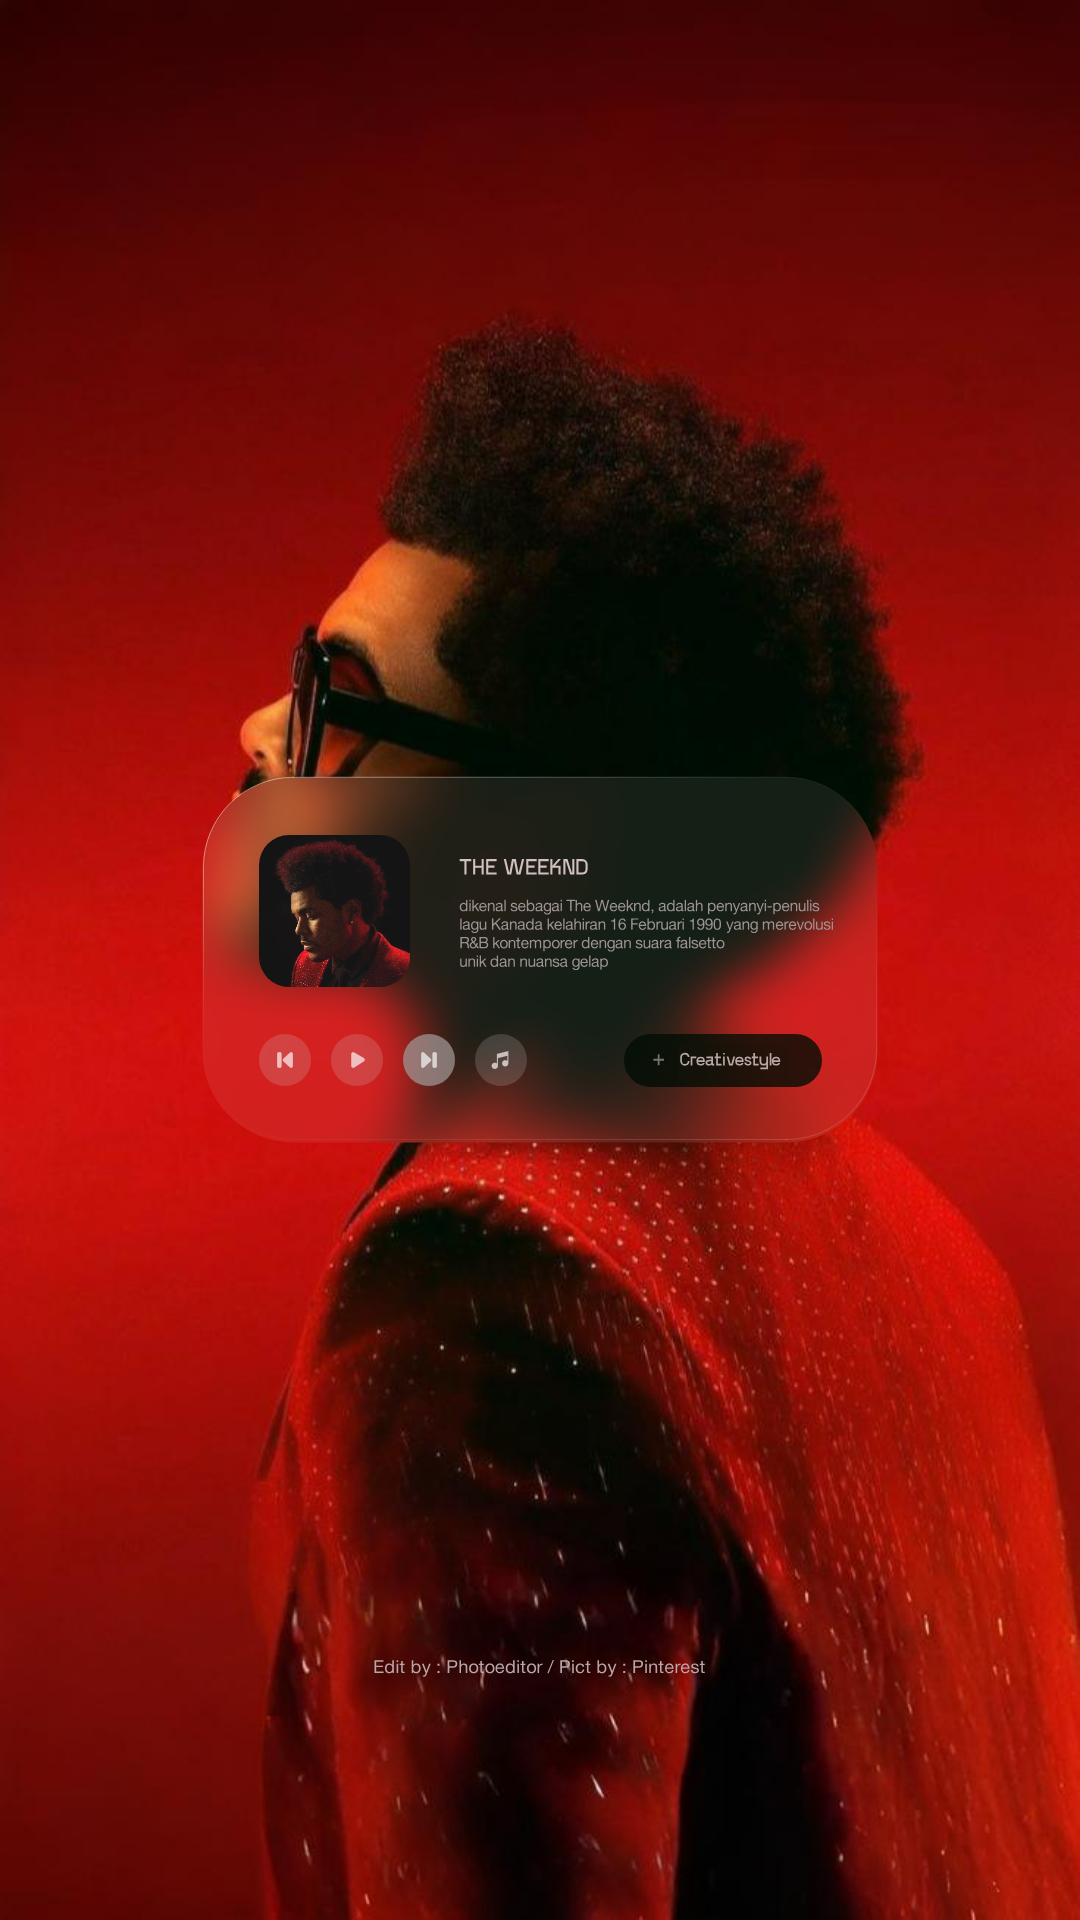 THE WEEKND
dikenal sebagai The Weeknd, adalah penyanyi-penulis
lagu Kanada kelahiran 16 Februari 1990 yang merevolusi
R&B kontemporer dengan suara falsetto
unik dan nuansa gelap
+ Creativestyle
Edit by : Photoeditor / Pict by : Pinterest